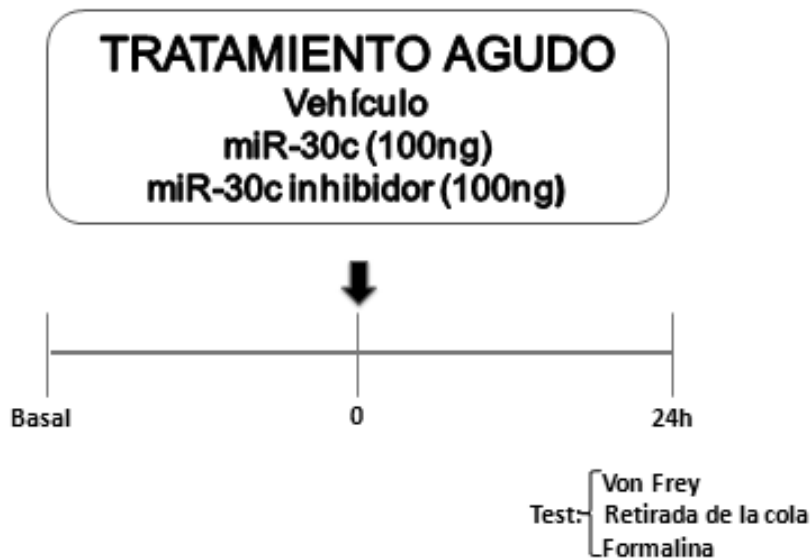 TRATAMIENTO AGUDO
Vehículo
miR-30c (100ng)
miR-30c inhibidor (100ng)
Basal 0 24h
Von Frey
Test: Retirada de la cola
Formalina